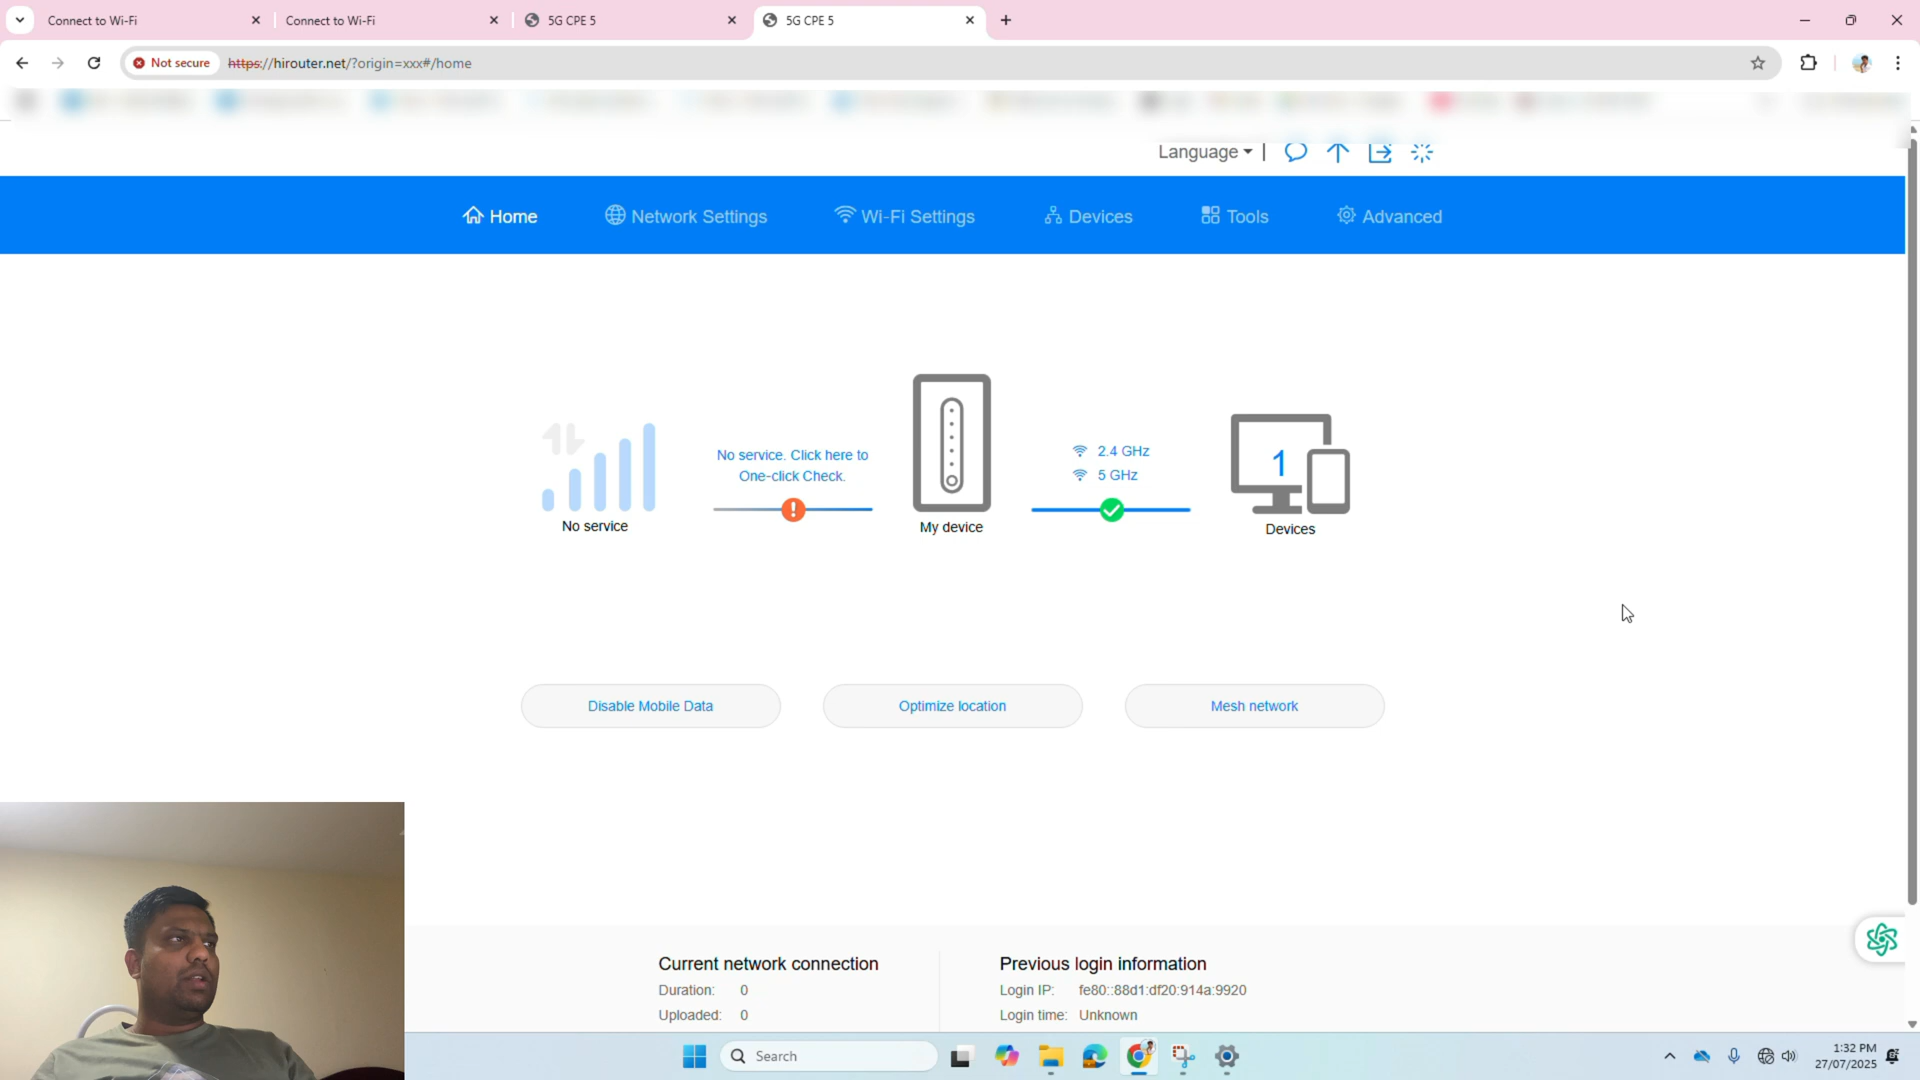 Connect to Wi-Fi
Connect to Wi-Fi
5G CPE 5
5G CPE 5
Not secure
https://hirouter.net/?origin=xxx#/home
Language
Home
Network Settings
Wi-Fi Settings
Devices
Tools
Advanced
No service. Click here to
One-click Check.
2.4 GHz
5 GHz
1
No service
My device
Devices
Disable Mobile Data
Optimize location
Mesh network
Current network connection
Duration: 0
Uploaded: 0
Previous login information
Login IP: fe80::88d1:df20:914a:9920
Login time: Unknown
Search
1:32 PM
27/07/2025